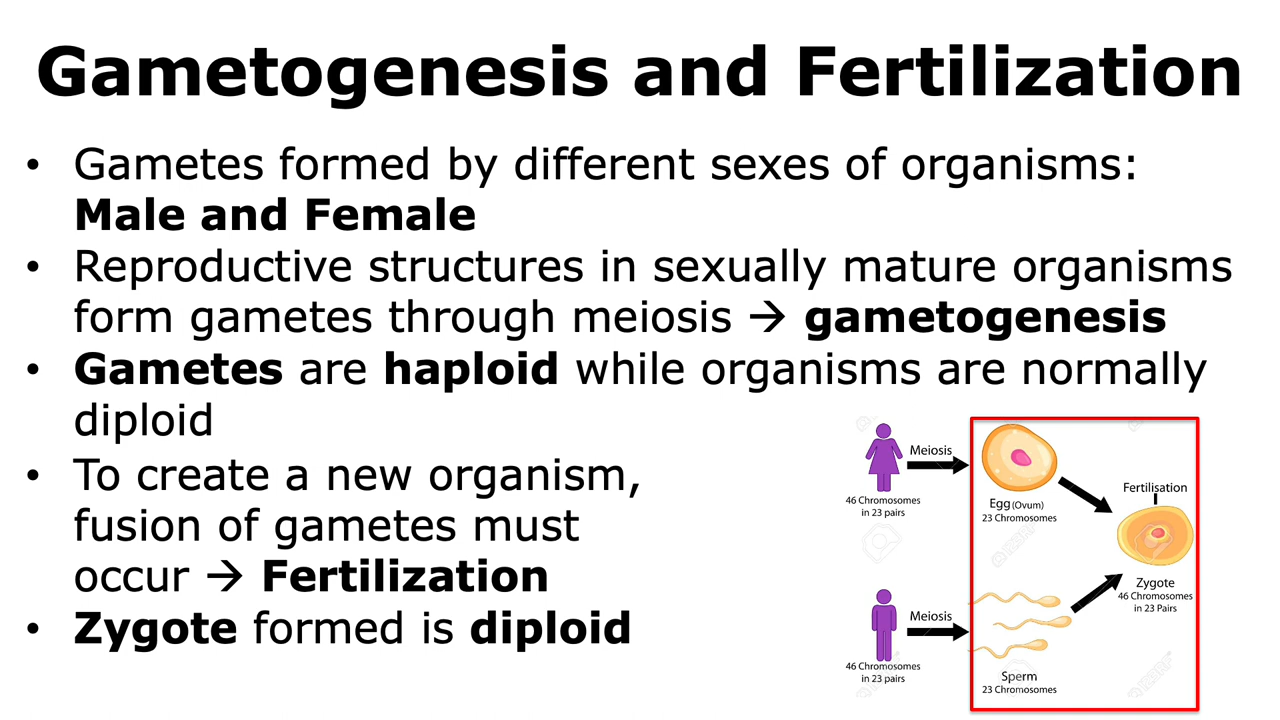 Gametogenesis and Fertilization
• Gametes formed by different sexes of organisms:
Male and Female
• Reproductive structures in sexually mature organisms
form gametes through meiosis → gametogenesis
• Gametes are haploid while organisms are normally
diploid
• To create a new organism,
fusion of gametes must
occur → Fertilization
• Zygote formed is diploid
Meiosis
46 Chromosomes
in 23 pairs
Egg (Ovum)
23 Chromosomes
Fertilisation
Zygote
46 Chromosomes
in 23 Pairs
Meiosis
46 Chromosomes
in 23 pairs
Sperm
23 Chromosomes